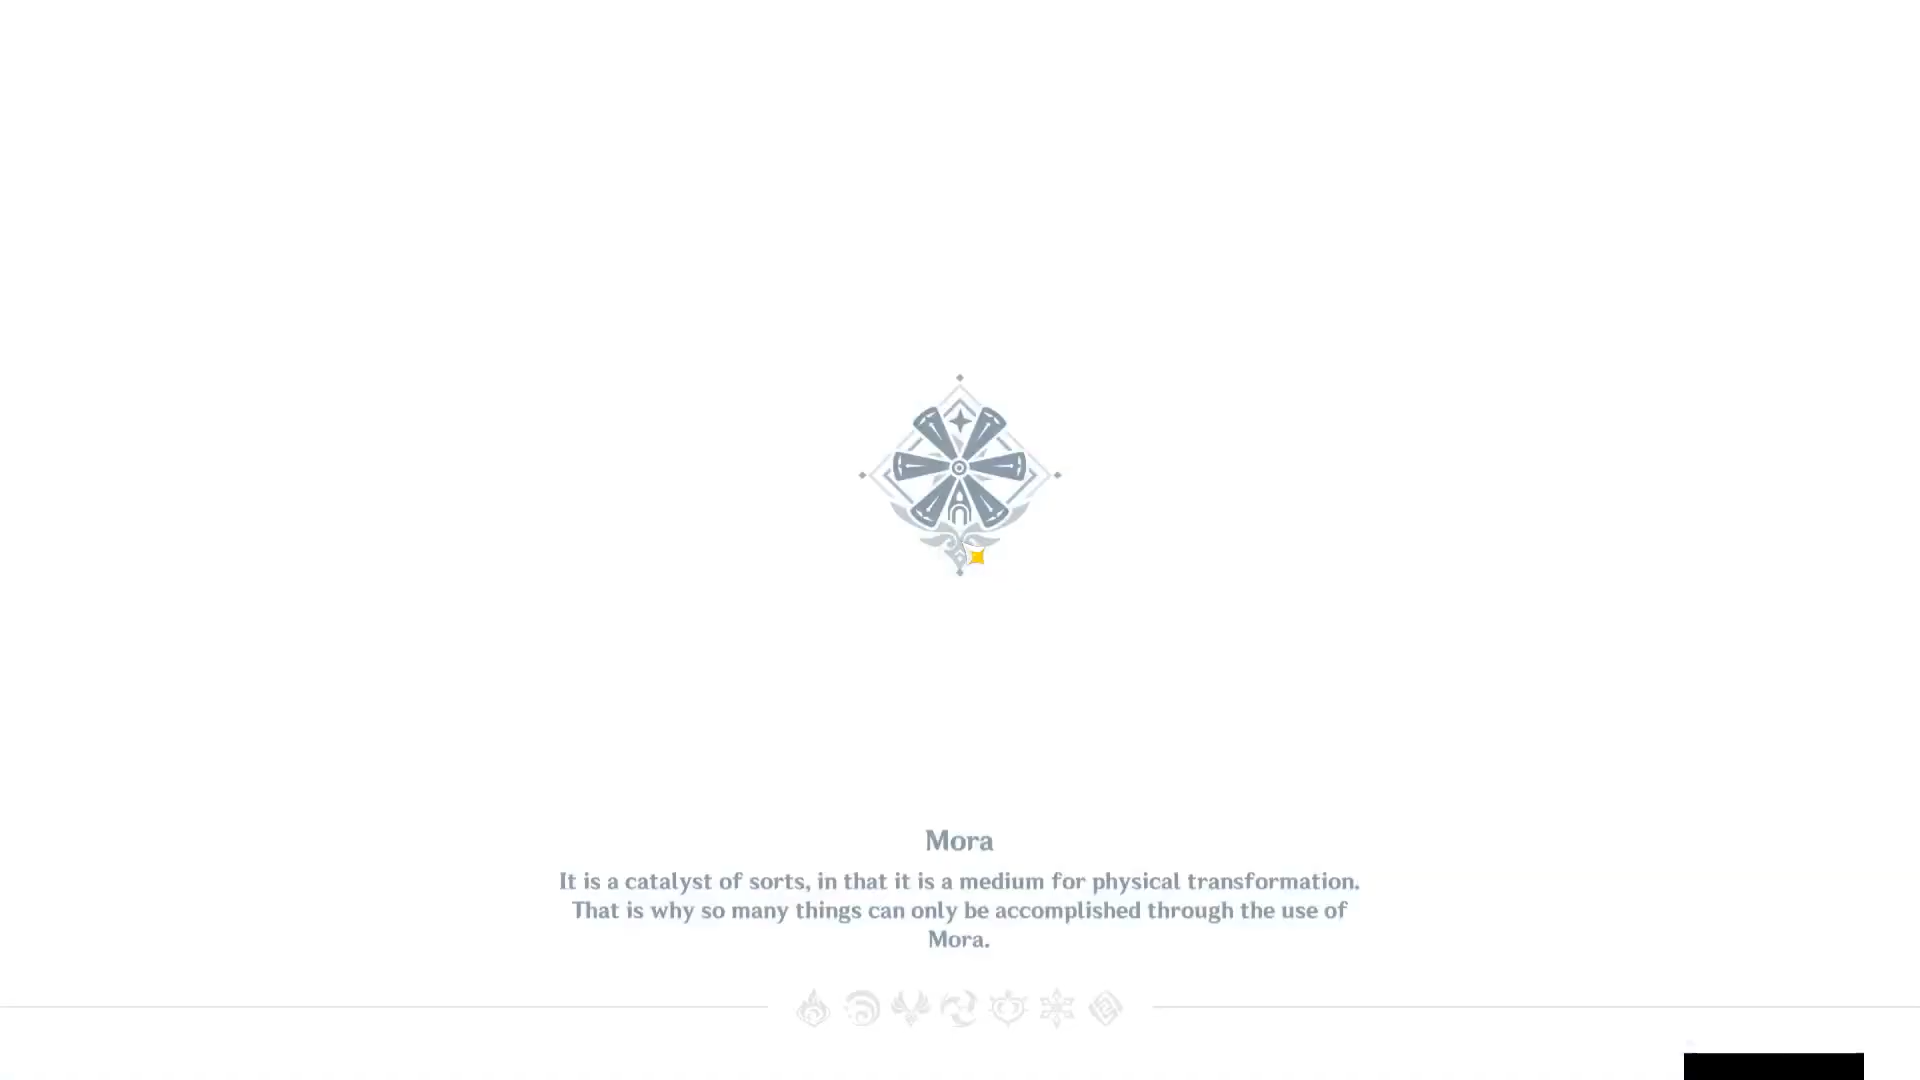 Mora
It is a catalyst of sorts, in that it is a medium for physical transformation.
That is why so many things can only be accomplished through the use of
Mora.